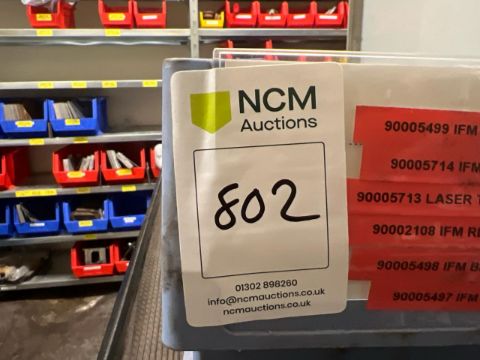 NCM
Auctions
802
01302 898260
info@ncmauctions.co.uk
ncmauctions.co.uk
90005499 IFM
90005714 IFM
90005713 LASER T
90002108 IFM RE
90005498 IFM B
90005497 IFM